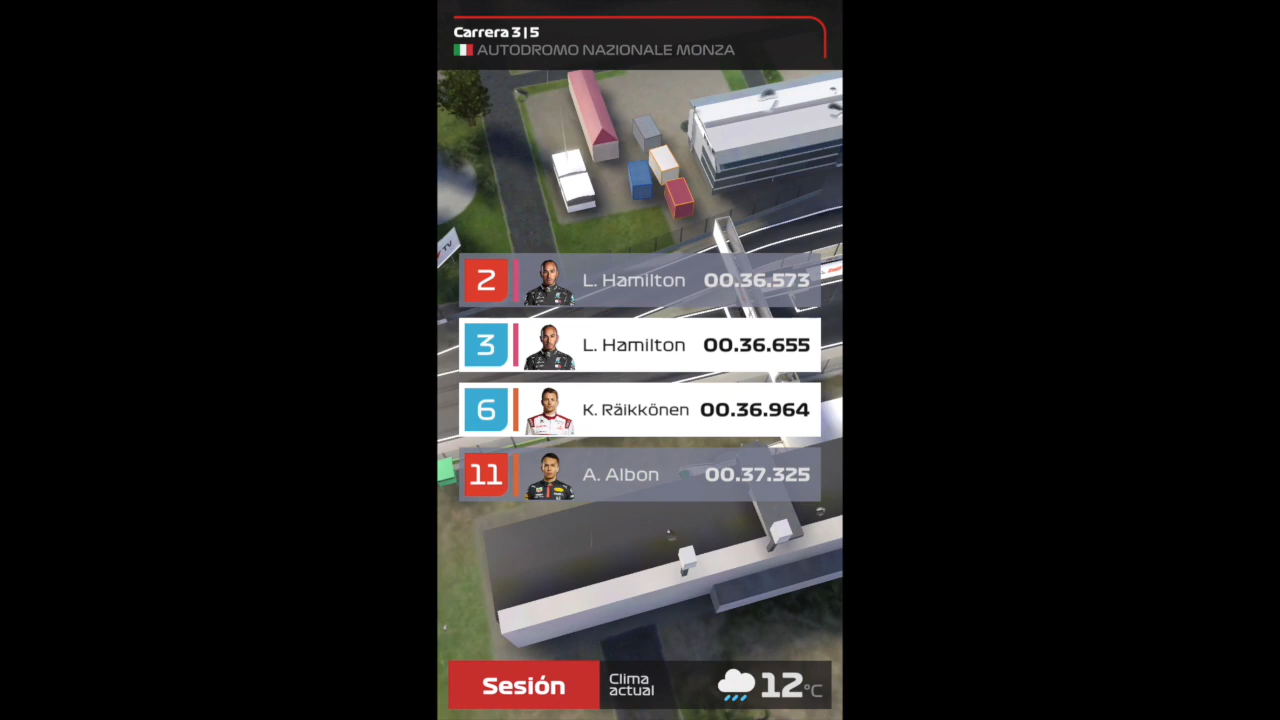 Carrera 3|5
AUTODROMO NAZIONALE MONZA
TV
2 L. Hamilton 00.36.573
3 L. Hamilton 00.36.655
6 K. Räikkönen 00.36.964
11 A. Albon 00.37.325
Sesión
Clima
actual
12°C